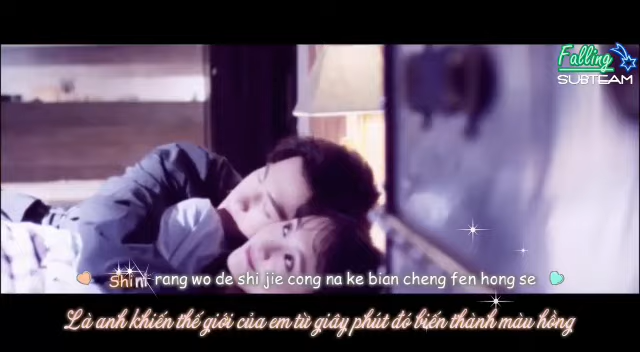 Falling
SUBTEAM
Shi ni rang wo de shi jie cong na ke bian cheng fen hong se
Là anh khiến thế giới của em từ giây phút đó biến thành màu hồng